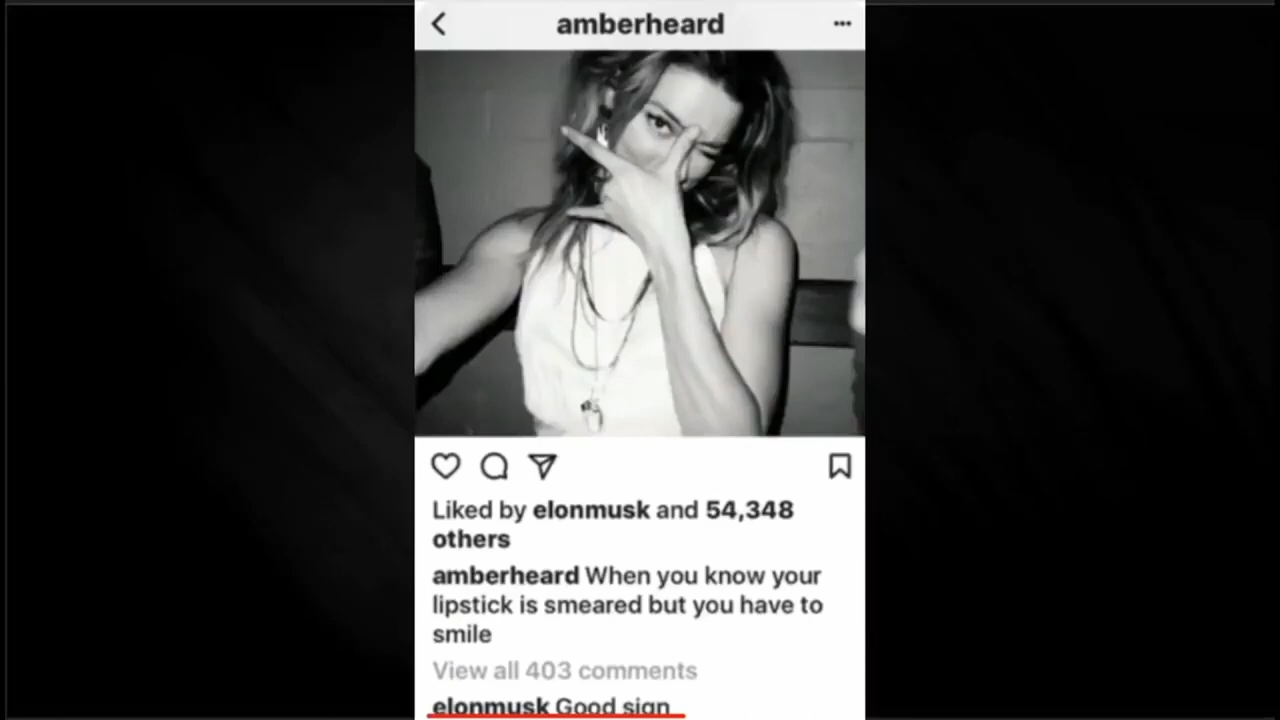 amberheard
Liked by elonmusk and 54,348
others
amberheard When you know your
lipstick is smeared but you have to
smile
View all 403 comments
elonmusk Good sign